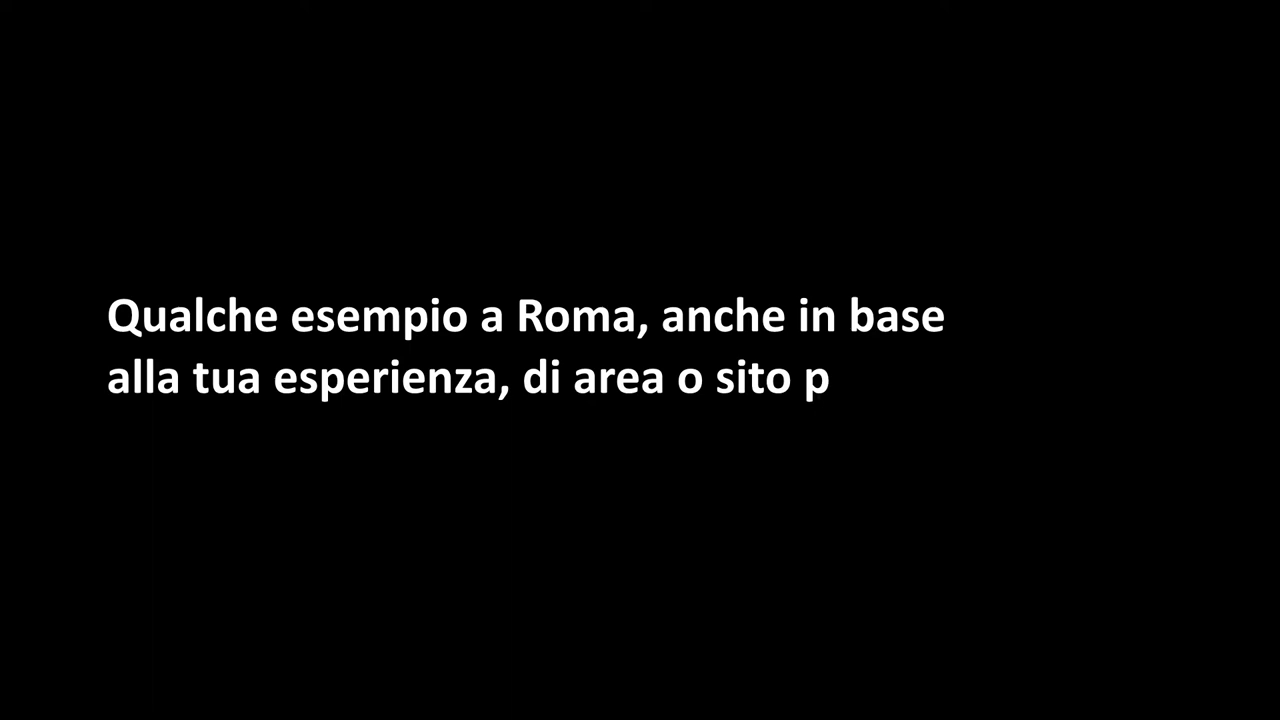 Qualche esempio a Roma, anche in base
alla tua esperienza, di area o sito p